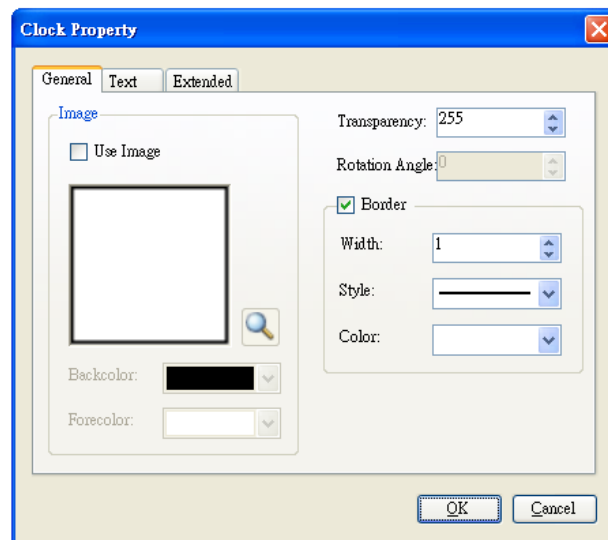 Clock Property
General Text Extended
Image
Use Image
Backcolor:
Forecolor:
Transparency: 255
Rotation Angle: 0
Border
Width: 1
Style:
Color:
OK Cancel